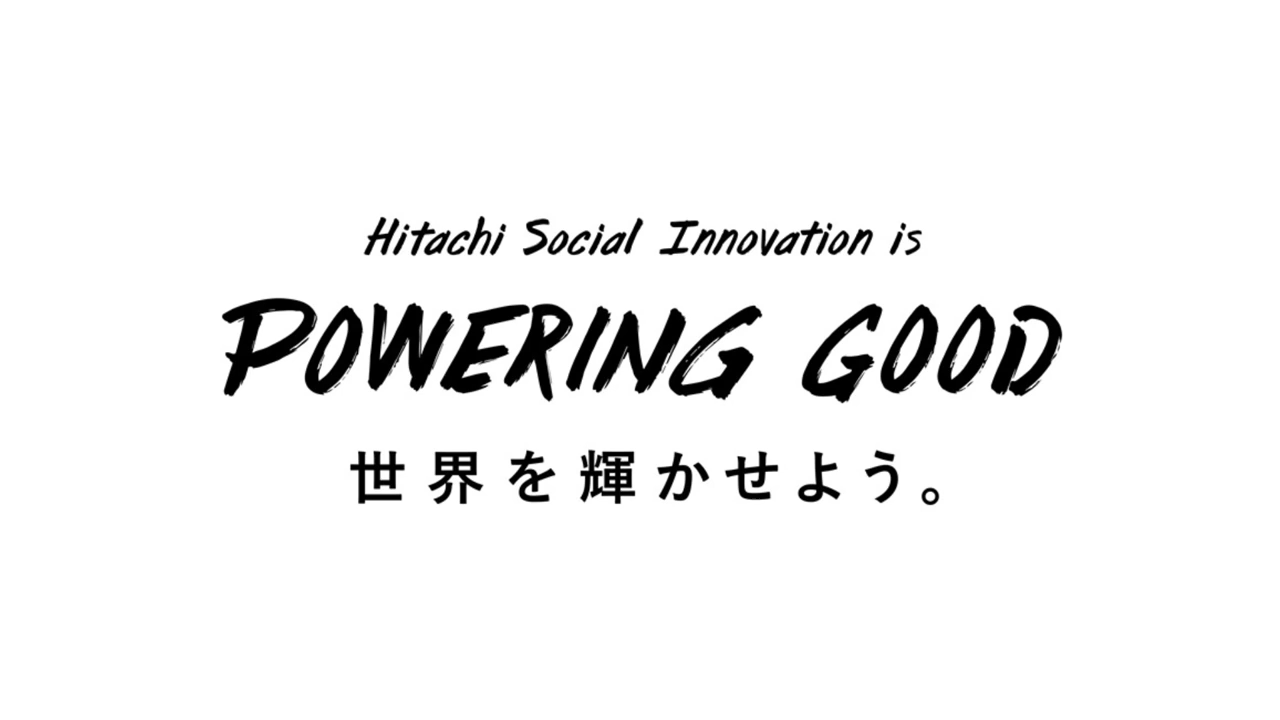 Hitachi Social Innovation is
POWERING GOOD
世界を輝かせよう。